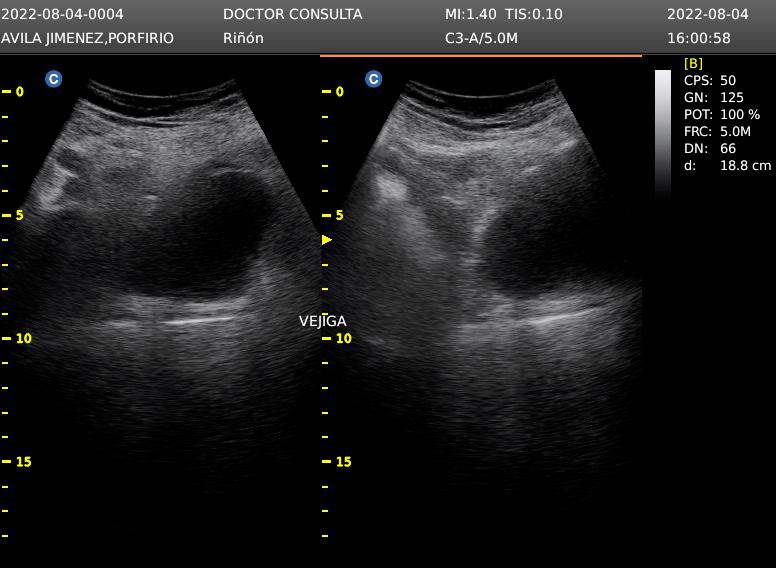 2022-08-04-0004 DOCTOR CONSULTA MI:1.40 TIS:0.10 2022-08-04
AVILA JIMENEZ,PORFIRIO Riñón C3-A/5.0M 16:00:58
C C
[B]
CPS: 50
GN: 125
POT: 100 %
FRC: 5.0M
DN: 66
d: 18.8 cm
0 0
5 5
VEJIGA
10 10
15 15